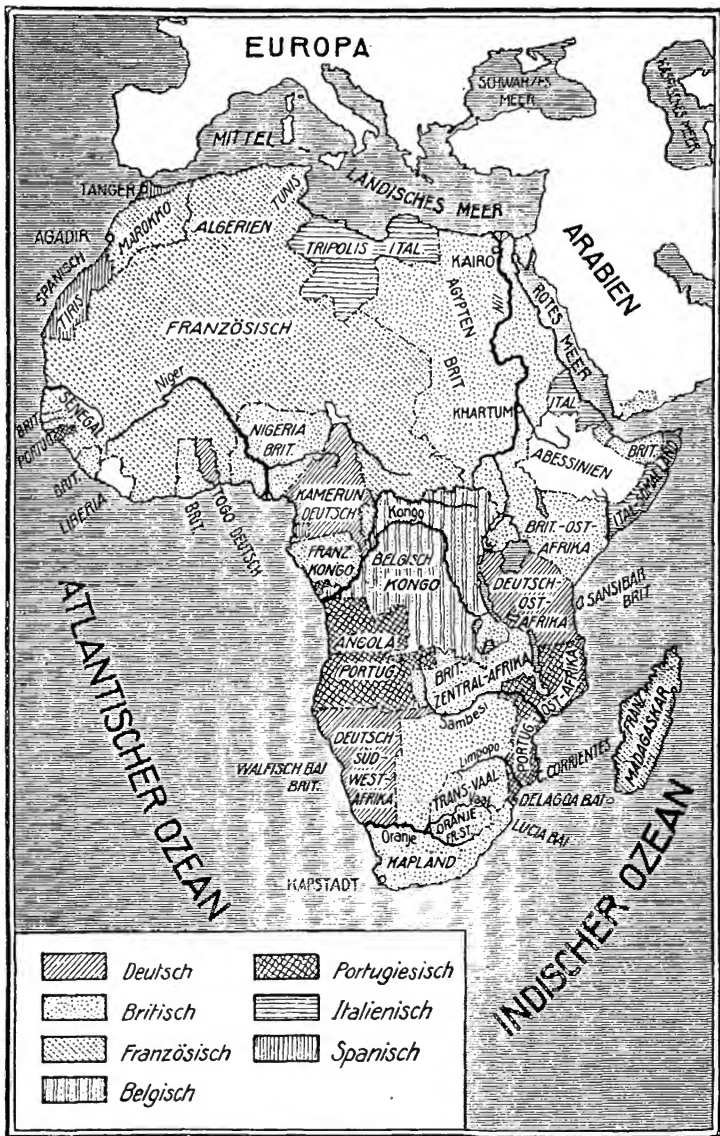 EUROPA
SCHWARZES
MEER
KASPISCHES MEER
MITTEL
LÄNDISCHES MEER
TANGER
AGADIR
MAROKKO
ALGERIEN
TUNIS
TRIPOLIS ITAL.
KAIRO
ARABIEN
SPANISCH
TIRIS
FRANZÖSISCH
ÄGYPTEN
BRIT.
Nil
ROTES MEER
Niger
KHARTUM
ITAL.
SENEGAL
BRIT.
PORTUG.
BRIT.
LIBERIA
NIGERIA
BRIT.
BRIT.
TOGO DEUTSCH
ABESSINIEN
BRIT.
ITAL. SOMALILAND
KAMERUN
DEUTSCH
Kongo
BRIT.-OST-
AFRIKA
FRANZ.
KONGO
BELGISCH
KONGO
DEUTSCH-
OST-
AFRIKA
SANSIBAR
BRIT.
ATLANTISCHER OZEAN
ANGOLA
PORTUG.
BRIT.-
ZENTRAL-AFRIKA
PORTUG.
OST-AFRIKA
Sambesi
FRANZ.
MADAGASKAR
DEUTSCH
SÜD-
WEST-
AFRIKA
WALFISCH BAI
BRIT.
Limpopo
TRANSVAAL
Vaal
ORANJE
FR.ST.
Oranje
KAPLAND
KAPSTADT
CORRIENTES
DELAGOA BAI
LUCIA BAI
INDISCHER OZEAN
Deutsch
Britisch
Französisch
Belgisch
Portugiesisch
Italienisch
Spanisch